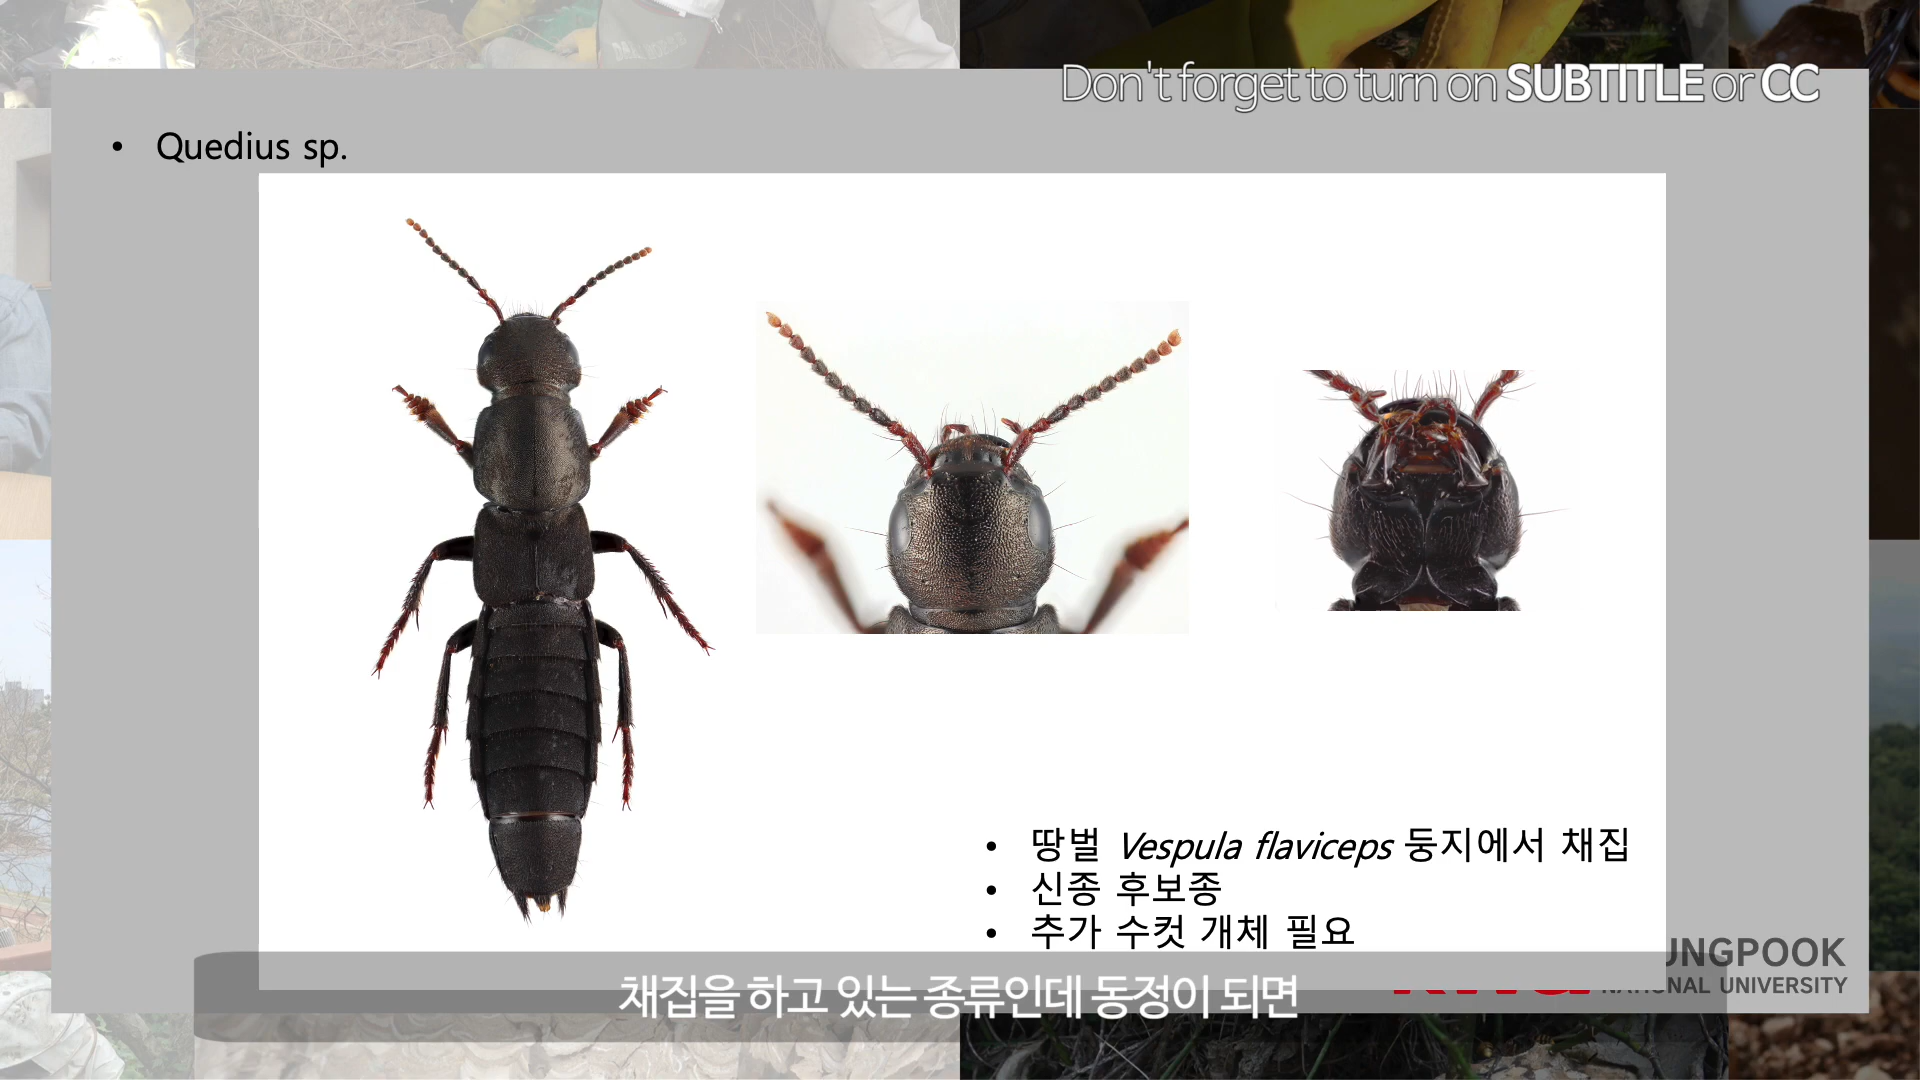 Don't forget to turn on SUBTITLE or CC
• Quedius sp.
• 땅벌 Vespula flaviceps 둥지에서 채집
• 신종 후보종
• 추가 수컷 개체 필요
UNGPOOK
NATIONAL UNIVERSITY
채집을 하고 있는 종류인데 동정이 되면